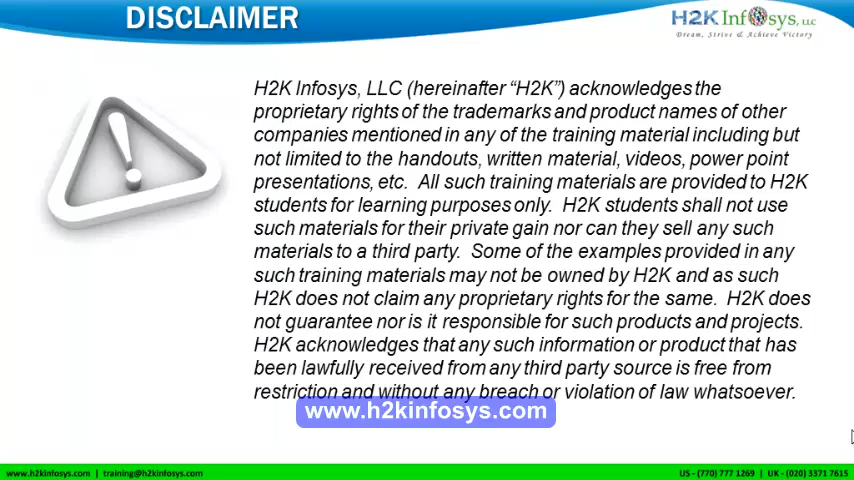 DISCLAIMER
H2K Infosys, LLC
Dream, Strive & Achieve Victory
H2K Infosys, LLC (hereinafter “H2K”) acknowledges the
proprietary rights of the trademarks and product names of other
companies mentioned in any of the training material including but
not limited to the handouts, written material, videos, power point
presentations, etc. All such training materials are provided to H2K
students for learning purposes only. H2K students shall not use
such materials for their private gain nor can they sell any such
materials to a third party. Some of the examples provided in any
such training materials may not be owned by H2K and as such
H2K does not claim any proprietary rights for the same. H2K does
not guarantee nor is it responsible for such products and projects.
H2K acknowledges that any such information or product that has
been lawfully received from any third party source is free from
restriction and without any breach or violation of law whatsoever.
www.h2kinfosys.com
www.h2kinfosys.com | training@h2kinfosys.com
US - (770) 777 1269 | UK - (020) 3371 7615